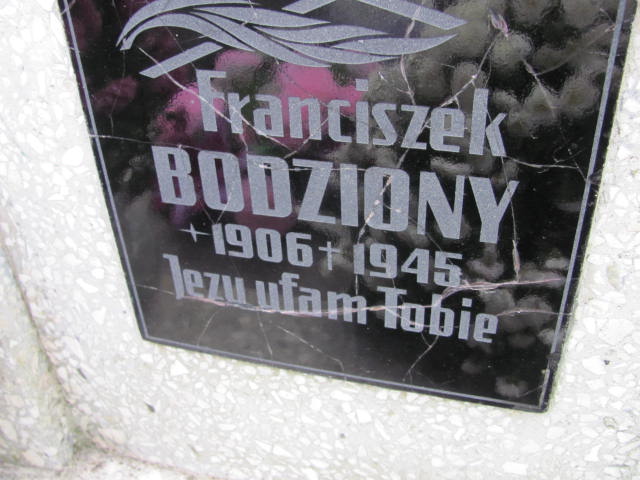 Franciszek
BODZIONY
+1906 †1945
Jezu ufam Tobie